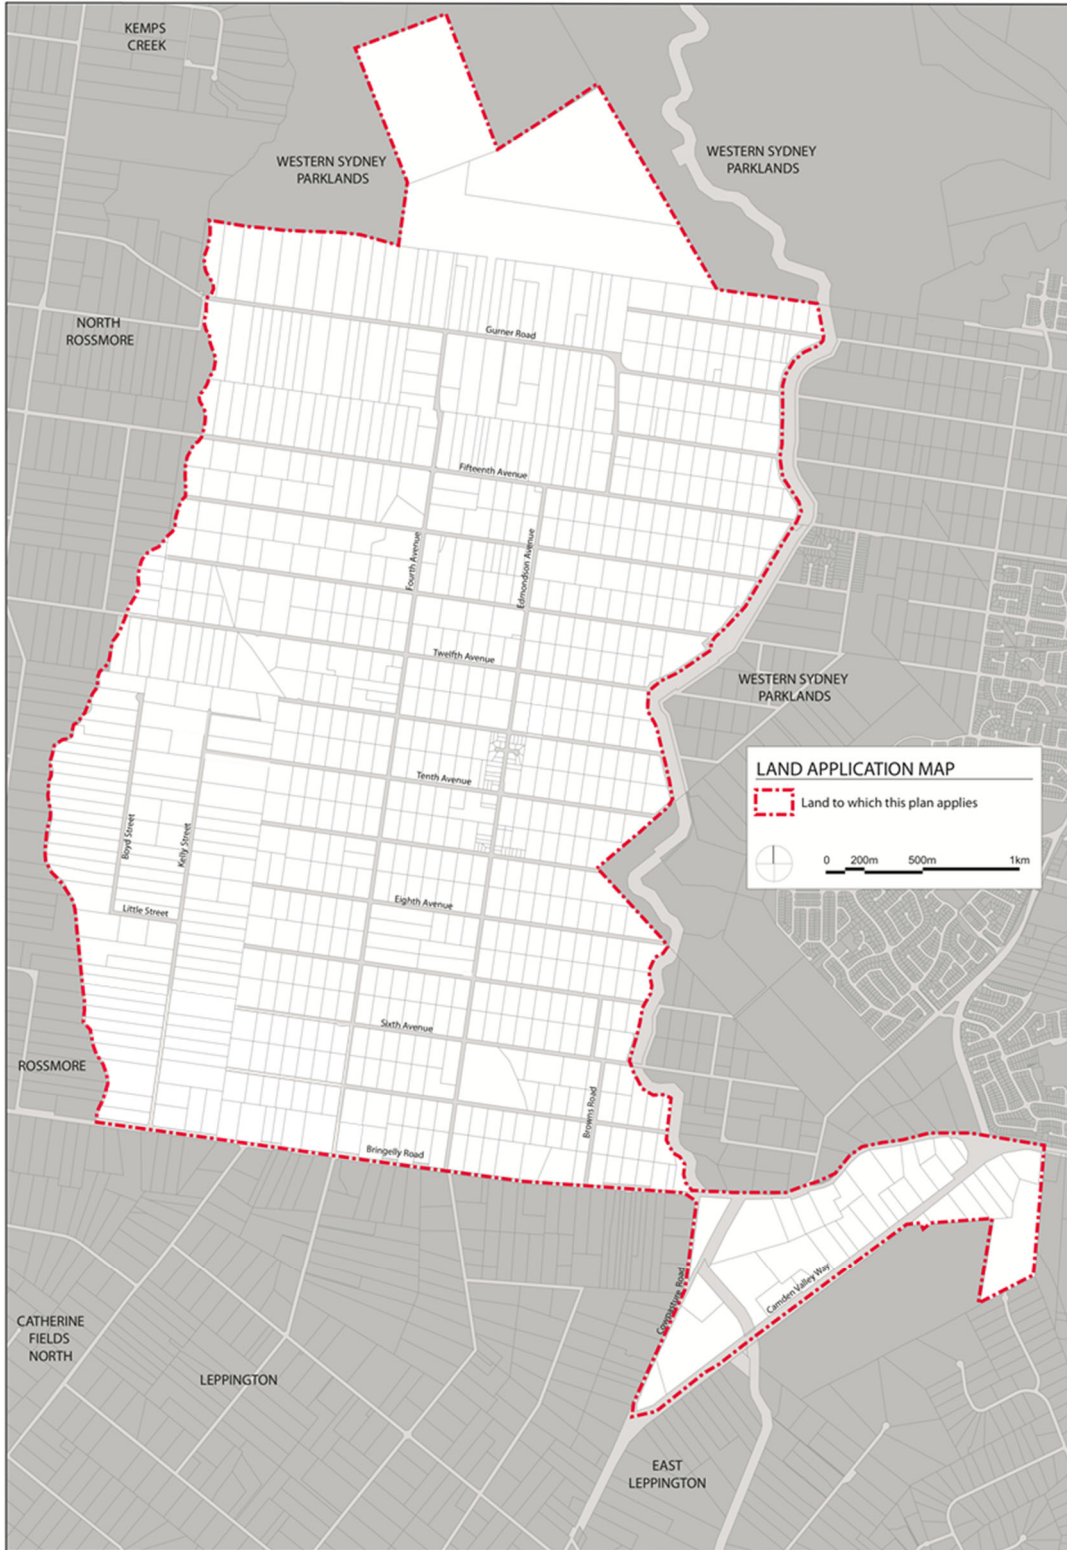 KEMPS
CREEK
WESTERN SYDNEY
PARKLANDS
WESTERN SYDNEY
PARKLANDS
NORTH
ROSSMORE
Gurner Road
Fifteenth Avenue
Fourth Avenue
Edmondson Avenue
Twelfth Avenue
WESTERN SYDNEY
PARKLANDS
LAND APPLICATION MAP
Land to which this plan applies
0 200m 500m 1km
Tenth Avenue
Boyd Street
Kelly Street
Eighth Avenue
Little Street
Sixth Avenue
ROSSMORE
Browns Road
Bringelly Road
Cowpasture Road
Camden Valley Way
CATHERINE
FIELDS
NORTH
LEPPINGTON
EAST
LEPPINGTON